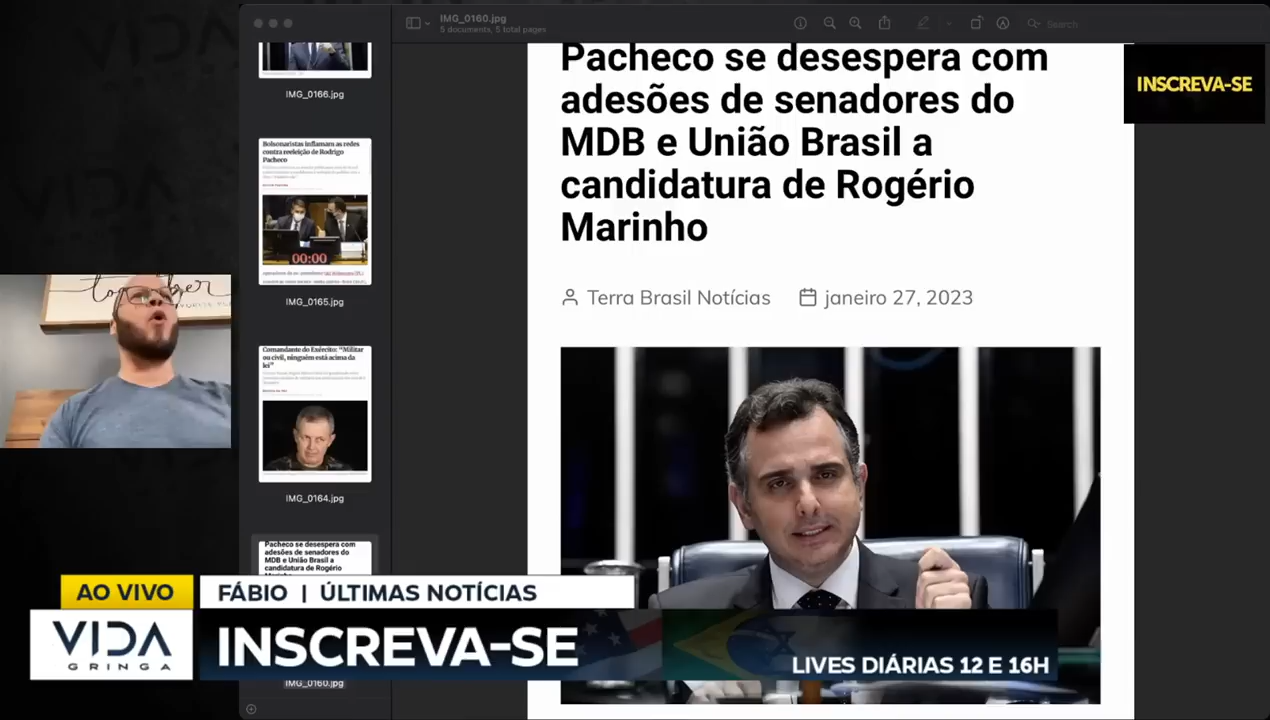 VIDA
IMG_0160.jpg
5 documents, 5 total pages
Search
INSCREVA-SE
IMG_0166.jpg
Bolsonaristas inflamam as redes
contra reeleição de Rodrigo
Pacheco
00:00
IMG_0165.jpg
Comandante do Exército: "Militar
ou civil, ninguém está acima da
lei"
IMG_0164.jpg
Pacheco se desespera com
adesões de senadores do
MDB e União Brasil a
candidatura de Rogério
IMG_0160.jpg
Pacheco se desespera com
adesões de senadores do
MDB e União Brasil a
candidatura de Rogério
Marinho
Terra Brasil Notícias
janeiro 27, 2023
together
AO VIVO
FÁBIO | ÚLTIMAS NOTÍCIAS
VIDA
GRINGA
INSCREVA-SE
LIVES DIÁRIAS 12 E 16H